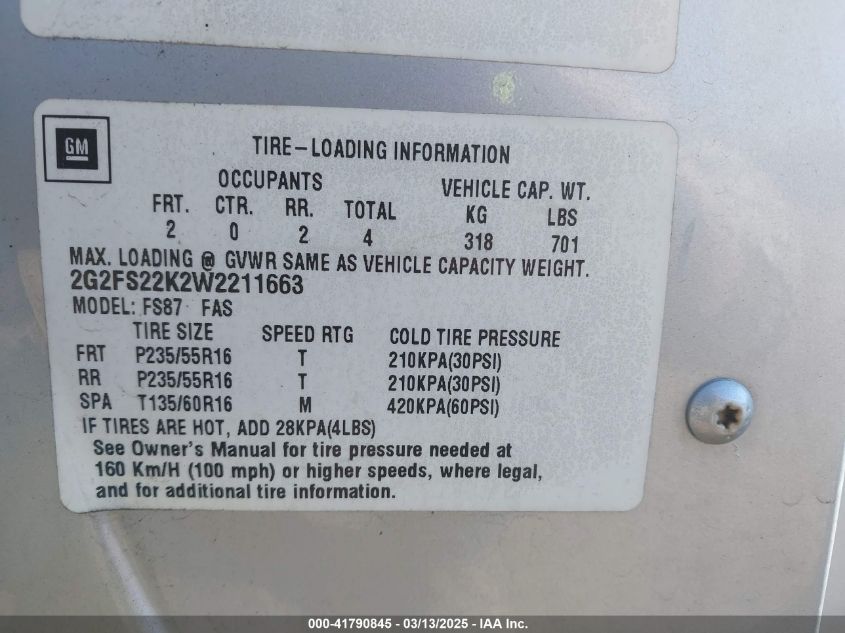 GM
TIRE-LOADING INFORMATION
OCCUPANTS VEHICLE CAP. WT.
FRT. CTR. RR. TOTAL KG LBS
2 0 2 4 318 701
MAX. LOADING @ GVWR SAME AS VEHICLE CAPACITY WEIGHT.
2G2FS22K2W2211663
MODEL: FS87 FAS
TIRE SIZE SPEED RTG COLD TIRE PRESSURE
FRT P235/55R16 T 210KPA(30PSI)
RR P235/55R16 T 210KPA(30PSI)
SPA T135/60R16 M 420KPA(60PSI)
IF TIRES ARE HOT, ADD 28KPA(4LBS)
See Owner's Manual for tire pressure needed at
160 Km/H (100 mph) or higher speeds, where legal,
and for additional tire information.
000-41790845 - 03/13/2025 - IAA Inc.